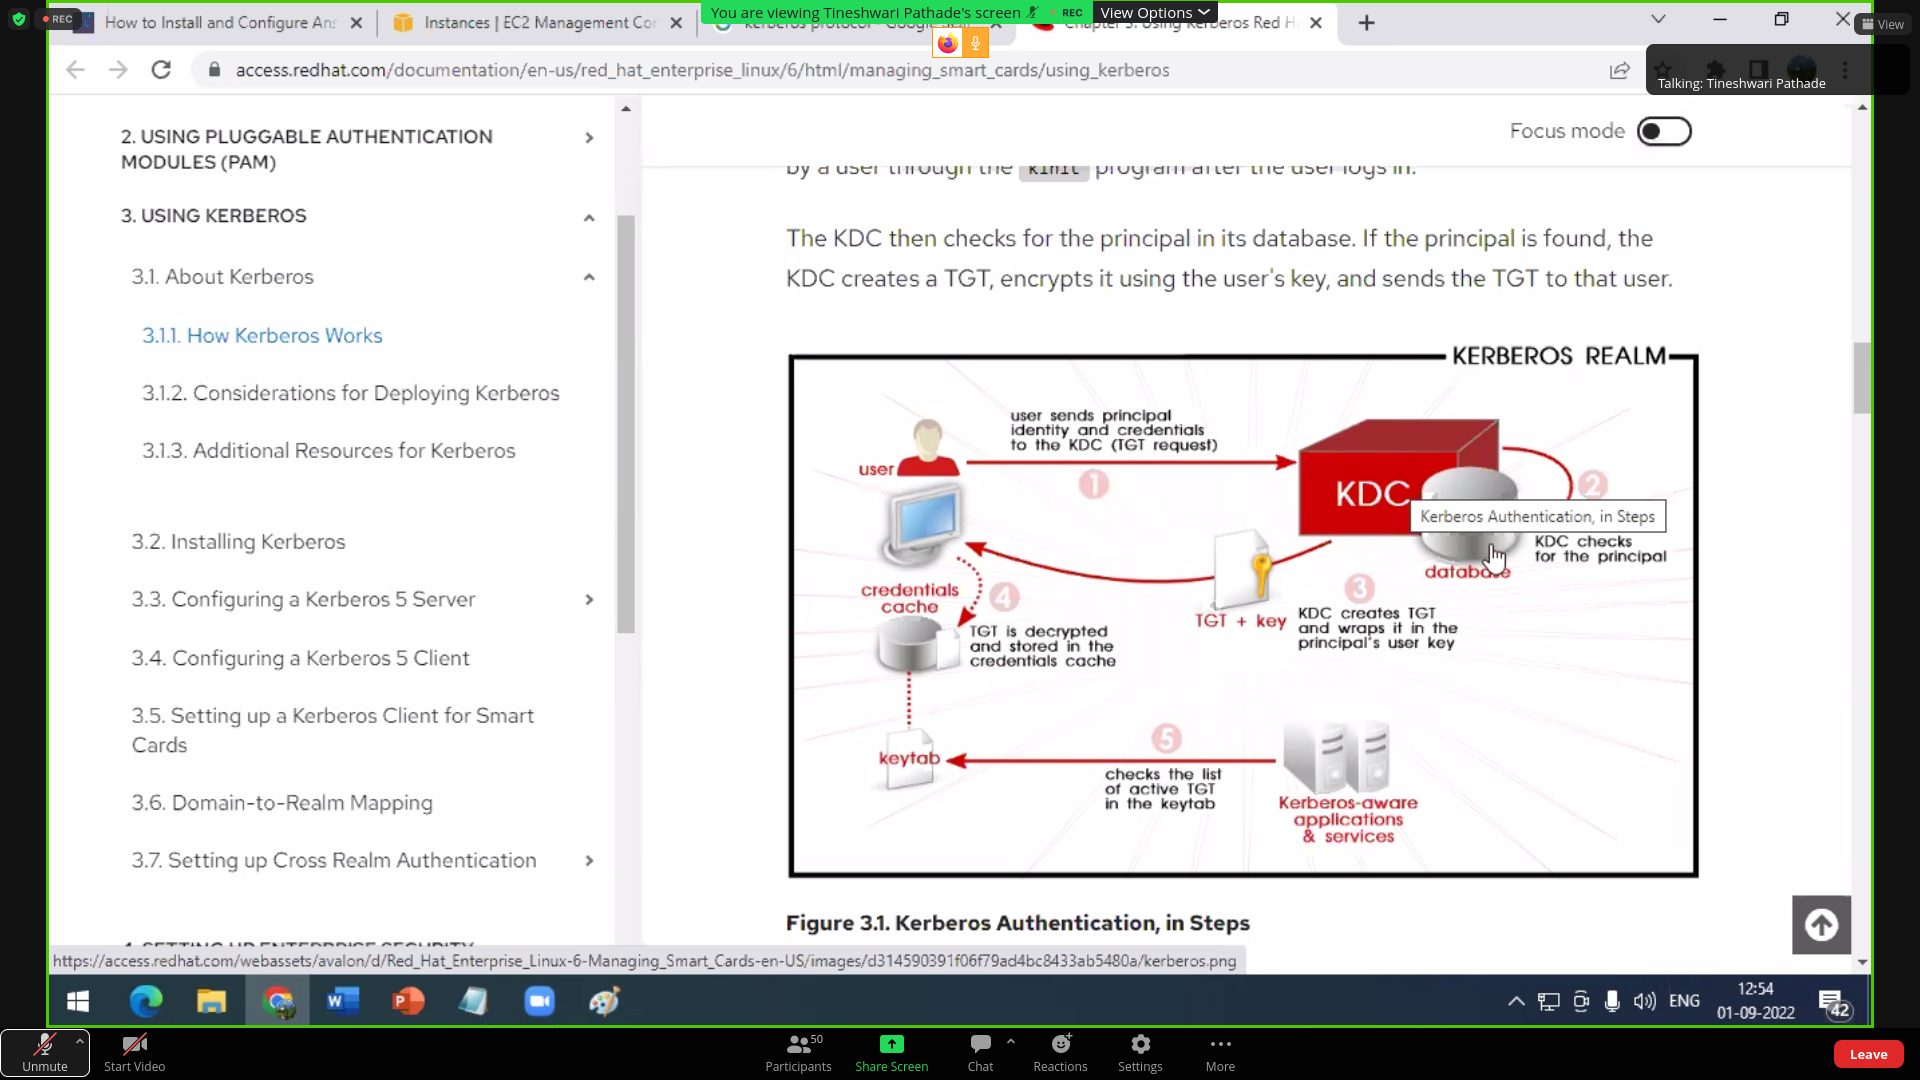 REC
You are viewing Tineshwari Pathade's screen
REC
View Options
View
How to Install and Configure Ans
Instances | EC2 Management Con
Chapter 3. Using Kerberos Red H
access.redhat.com/documentation/en-us/red_hat_enterprise_linux/6/html/managing_smart_cards/using_kerberos
Talking: Tineshwari Pathade
2. USING PLUGGABLE AUTHENTICATION
MODULES (PAM)
3. USING KERBEROS
3.1. About Kerberos
3.1.1. How Kerberos Works
3.1.2. Considerations for Deploying Kerberos
3.1.3. Additional Resources for Kerberos
3.2. Installing Kerberos
3.3. Configuring a Kerberos 5 Server
3.4. Configuring a Kerberos 5 Client
3.5. Setting up a Kerberos Client for Smart
Cards
3.6. Domain-to-Realm Mapping
3.7. Setting up Cross Realm Authentication
4. SETTING UP ENTERPRISE SECURITY
Focus mode
by a user through the kinit program after the user logs in.
The KDC then checks for the principal in its database. If the principal is found, the
KDC creates a TGT, encrypts it using the user's key, and sends the TGT to that user.
KERBEROS REALM
user sends principal
identity and credentials
to the KDC (TGT request)
user
1
KDC
2
Kerberos Authentication, in Steps
KDC checks
for the principal
database
credentials
cache
4
TGT is decrypted
and stored in the
credentials cache
TGT + key
3
KDC creates TGT
and wraps it in the
principal's user key
keytab
5
checks the list
of active TGT
in the keytab
Kerberos-aware
applications
& services
Figure 3.1. Kerberos Authentication, in Steps
https://access.redhat.com/webassets/avalon/d/Red_Hat_Enterprise_Linux-6-Managing_Smart_Cards-en-US/images/d314590391f06f79ad4bc8433ab5480a/kerberos.png
ENG
12:54
01-09-2022
42
Unmute
Start Video
Participants
50
Share Screen
Chat
Reactions
Settings
More
Leave